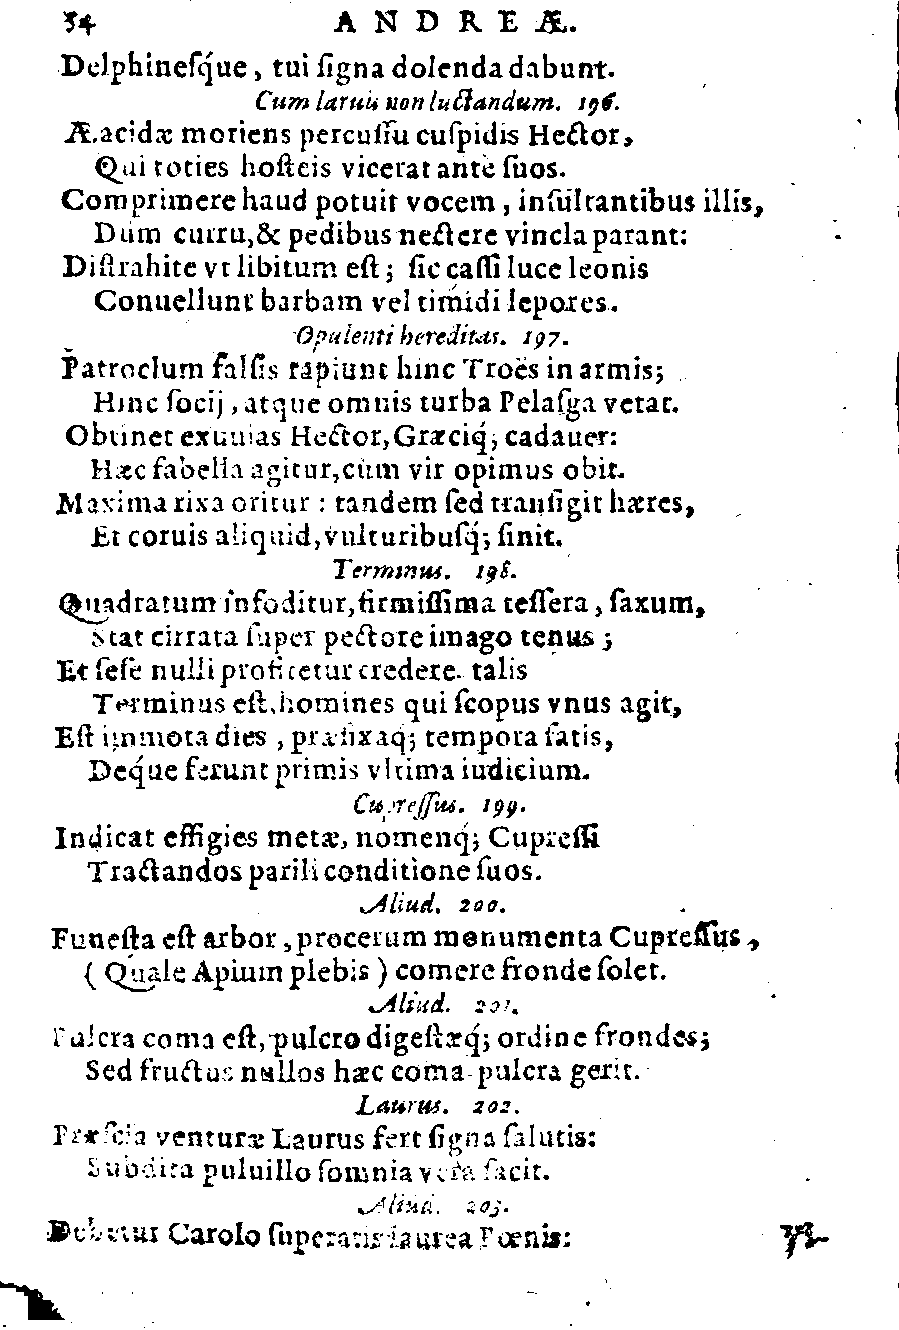 54 ANDREÆ.
Delphineſq́ue, tui ſigna dolenda dabunt.
Cum laruis non luctandum. 196.
Æacidæ moriens percuſſu cuſpidis Hector,
Qui toties hoſteis vicerat ante ſuos.
Comprimere haud potuit vocem, inſultantibus illis,
Dum curru, & pedibus nectere vincla parant:
Diſtrahite vt libitum eſt; ſic caſſi luce leonis
Conuellunt barbam vel timidi lepores.
Opulenti hereditas. 197.
Patroclum falſis rapiunt hinc Troës in armis;
Hinc ſocij, atque omnis turba Pelaſga vetat.
Obtinet exuuias Hector, Græciq́; cadauer:
Hæc fabella agitur, cùm vir opimus obit.
Maxima rixa oritur: tandem ſed tranſigit hæres,
Et coruis aliquid, vulturibuſq́; ſinit.
Terminus. 198.
Quadratum infoditur, firmiſſima teſſera, ſaxum,
Stat cirrata ſuper pectore imago tenus;
Et ſeſe nulli profitetur credere. talis
Terminus eſt, homines qui ſcopus vnus agit,
Eſt immota dies, præfixaq́; tempora fatis,
Deq́ue ferunt primis vltima iudicium.
Cupreſſus. 199.
Indicat effigies metæ, nomenq́; Cupreſſi
Tractandos parili conditione ſuos.
Aliud. 200.
Funeſta eſt arbor, procerum monumenta Cupreſſus,
(Quale Apium plebis) comere fronde ſolet.
Aliud. 201.
Pulcra coma eſt, pulcro digeſtæq́; ordine frondes;
Sed fructus nullos hæc coma pulcra gerit.
Laurus. 202.
Præſcia venturæ Laurus fert ſigna ſalutis:
Subdita puluillo ſomnia vera facit.
Aliud. 203.
Debetur Carolo ſuperatis laurea Pœnis: